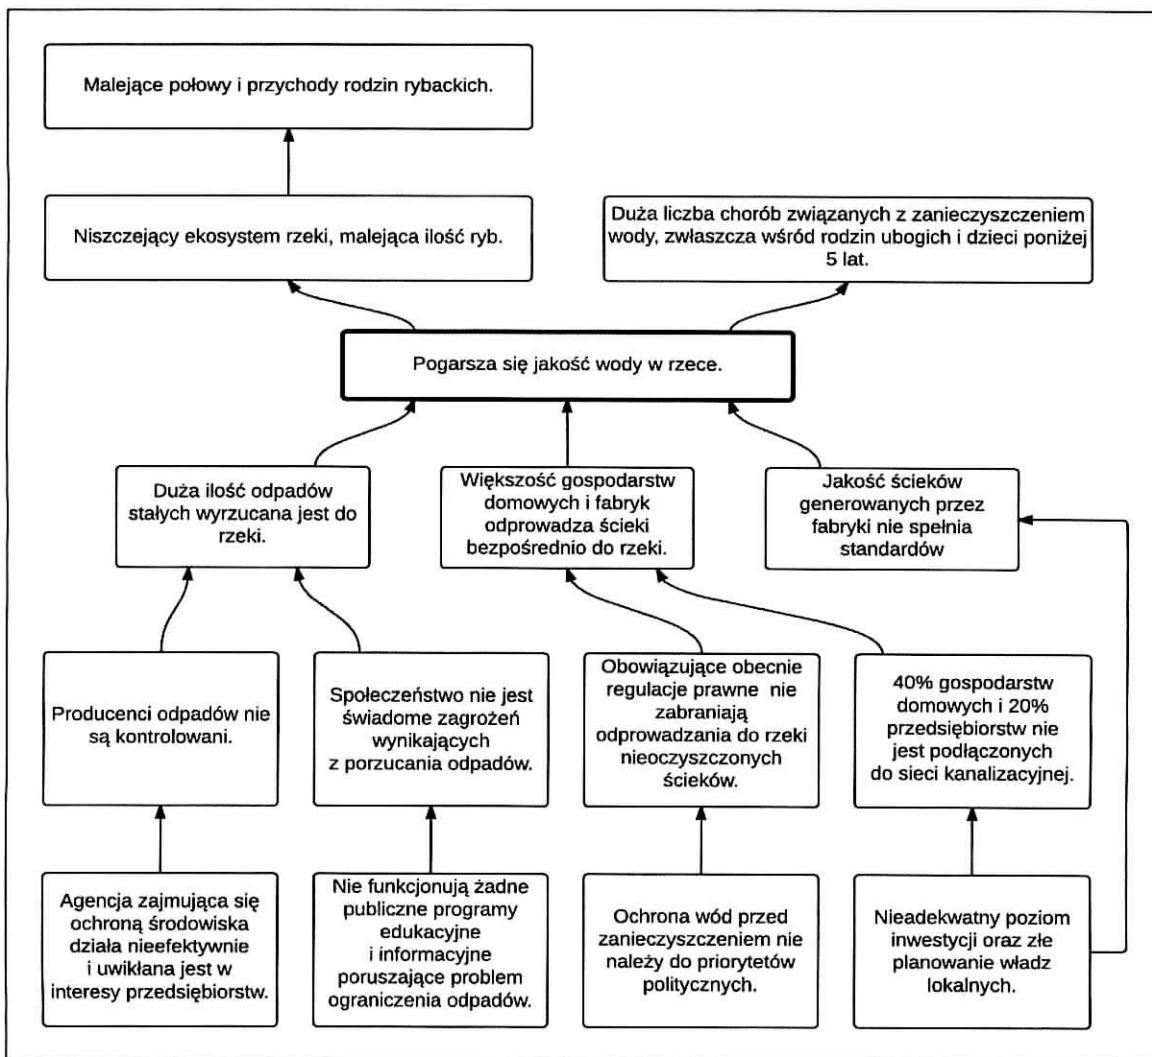 Malejące połowy i przychody rodzin rybackich.
Niszczejący ekosystem rzeki, malejąca ilość ryb.
Duża liczba chorób związanych z zanieczyszczeniem
wody, zwłaszcza wśród rodzin ubogich i dzieci poniżej
5 lat.
Pogarsza się jakość wody w rzece.
Duża ilość odpadów
stałych wyrzucana jest do
rzeki.
Większość gospodarstw
domowych i fabryk
odprowadza ścieki
bezpośrednio do rzeki.
Jakość ścieków
generowanych przez
fabryki nie spełnia
standardów
Producenci odpadów nie
są kontrolowani.
Społeczeństwo nie jest
świadome zagrożeń
wynikających
z porzucania odpadów.
Obowiązujące obecnie
regulacje prawne  nie
zabraniają
odprowadzania do rzeki
nieoczyszczonych
ścieków.
40% gospodarstw
domowych i 20%
przedsiębiorstw nie
jest podłączonych
do sieci kanalizacyjnej.
Agencja zajmująca się
ochroną środowiska
działa nieefektywnie
i uwikłana jest w
interesy przedsiębiorstw.
Nie funkcjonują żadne
publiczne programy
edukacyjne
i informacyjne
poruszające problem
ograniczenia odpadów.
Ochrona wód przed
zanieczyszczeniem nie
należy do priorytetów
politycznych.
Nieadekwatny poziom
inwestycji oraz złe
planowanie władz
lokalnych.